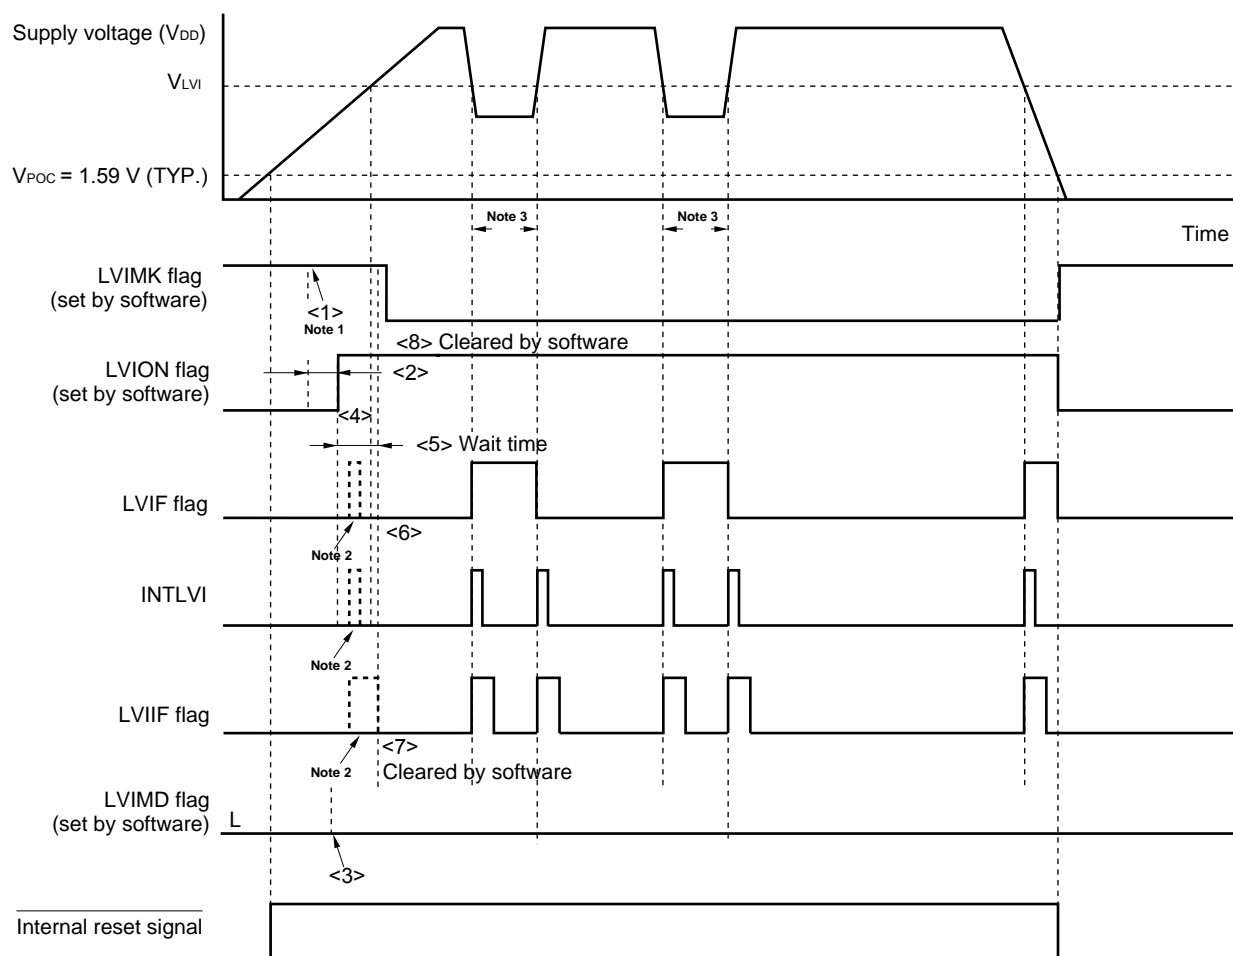 Supply voltage (VDD)
VLVI
VPOC = 1.59 V (TYP.)
Note 3
Note 3
Time
LVIMK flag
(set by software)
<1>
Note 1
<8> Cleared by software
LVION flag
(set by software)
<2>
<4>
<5> Wait time
LVIF flag
<6>
Note 2
INTLVI
Note 2
LVIIF flag
<7>
Note 2
Cleared by software
LVIMD flag
(set by software)
L
<3>
Internal reset signal